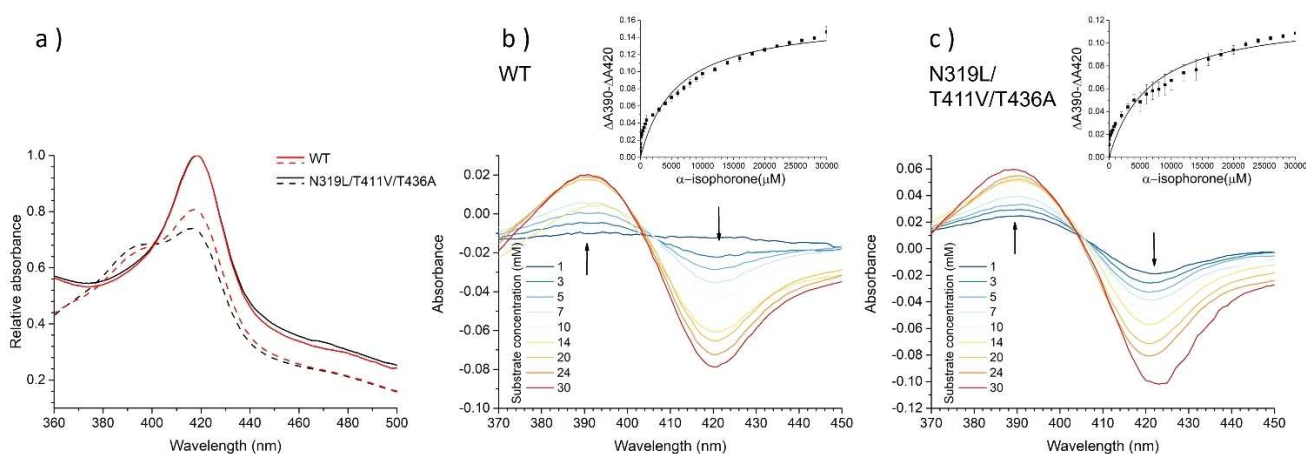 a )
Relative absorbance
1.0
0.8
0.6
0.4
0.2
360 380 400 420 440 460 480 500
Wavelength (nm)
WT
N319L/T411V/T436A
b )
WT
ΔA390-ΔA420
0.16
0.14
0.12
0.10
0.08
0.06
0.04
0.02
0.00
0 5000 10000 15000 20000 25000 30000
α-isophorone(μM)
Absorbance
0.02
0.00
-0.02
-0.04
-0.06
-0.08
-0.10
Substrate concentration (mM)
1
3
5
7
10
14
20
24
30
370 380 390 400 410 420 430 440 450
Wavelength (nm)
c )
N319L/
T411V/T436A
ΔA390-ΔA420
0.12
0.10
0.08
0.06
0.04
0.02
0.00
0 5000 10000 15000 20000 25000 30000
α-isophorone(μM)
Absorbance
0.06
0.04
0.02
0.00
-0.02
-0.04
-0.06
-0.08
-0.10
0.12
Substrate concentration (mM)
1
3
5
7
10
14
20
24
30
370 380 390 400 410 420 430 440 450
Wavelength (nm)